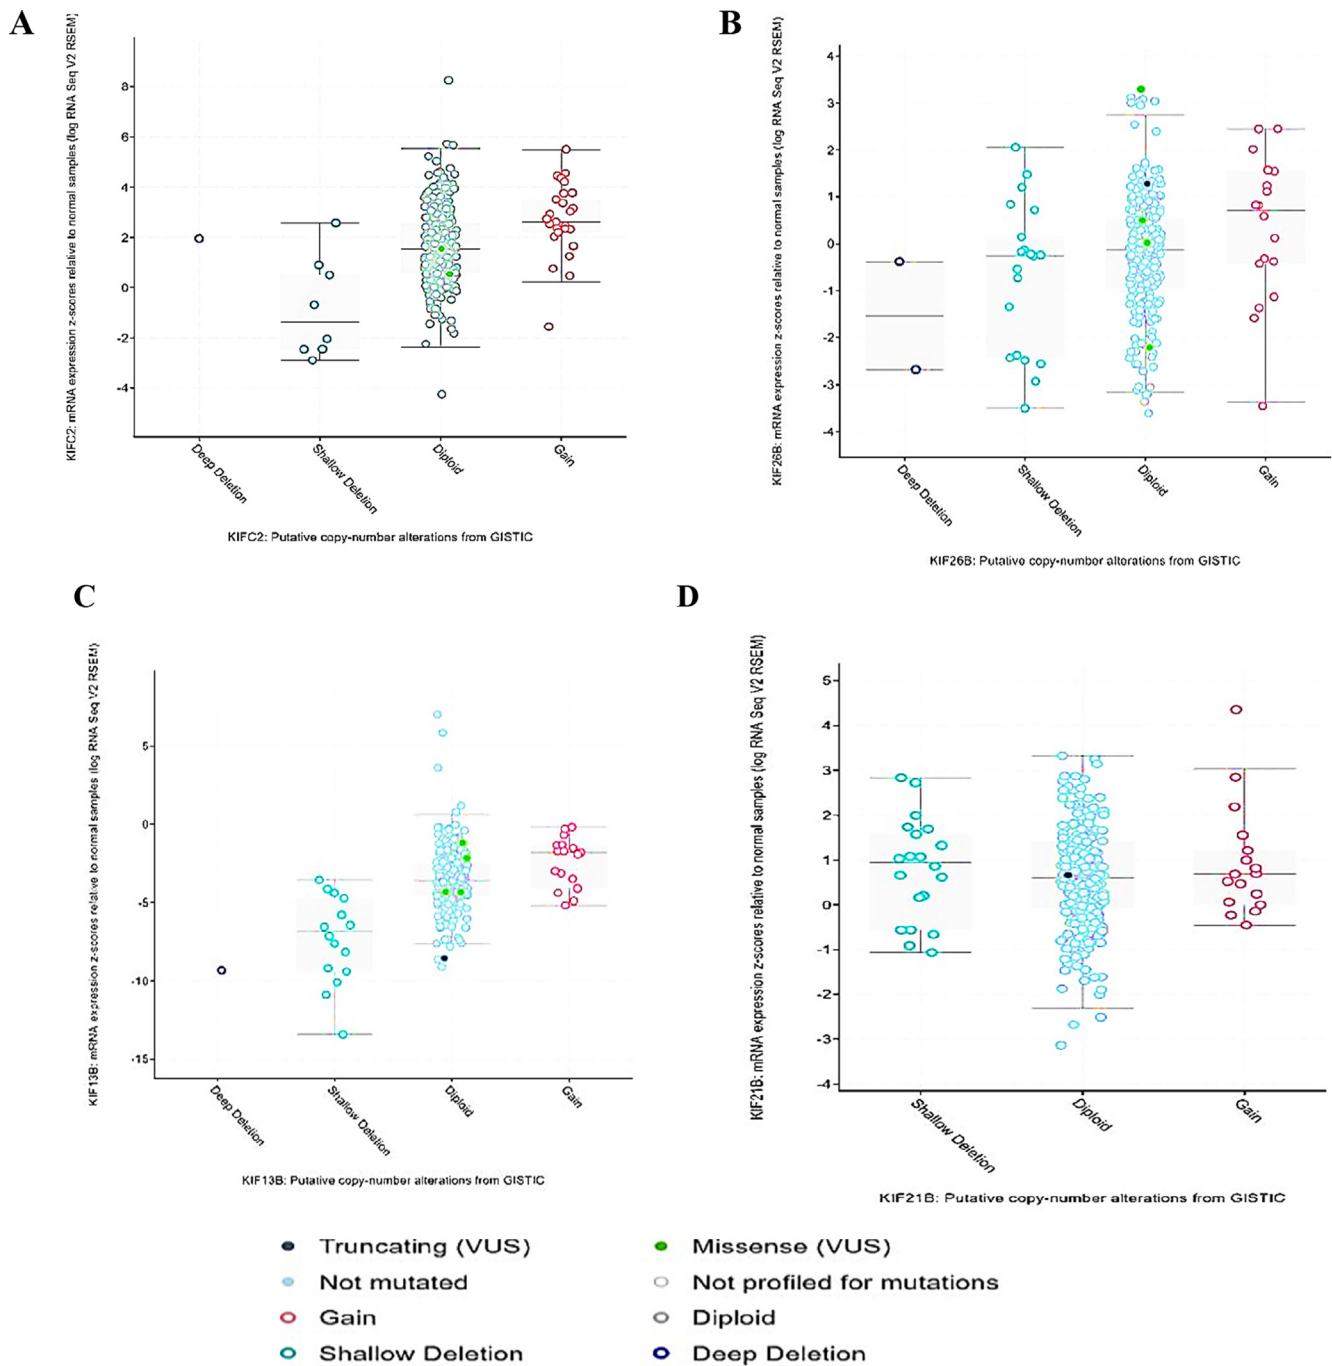 A
KIFC2: mRNA expression z-scores relative to normal samples (log RNA Seq V2 RSEM)
8
6
4
2
0
-2
-4
Deep Deletion
Shallow Deletion
Diploid
Gain
KIFC2: Putative copy-number alterations from GISTIC
B
KIF26B: mRNA expression z-scores relative to normal samples (log RNA Seq V2 RSEM)
4
3
2
1
0
-1
-2
-3
-4
Deep Deletion
Shallow Deletion
Diploid
Gain
KIF26B: Putative copy-number alterations from GISTIC
C
KIF13B: mRNA expression z-scores relative to normal samples (log RNA Seq V2 RSEM)
5
0
-5
-10
-15
Deep Deletion
Shallow Deletion
Diploid
Gain
KIF13B: Putative copy-number alterations from GISTIC
D
KIF21B: mRNA expression z-scores relative to normal samples (log RNA Seq V2 RSEM)
5
4
3
2
1
0
-1
-2
-3
-4
Shallow Deletion
Diploid
Gain
KIF21B: Putative copy-number alterations from GISTIC
Truncating (VUS)
Missense (VUS)
Not mutated
Not profiled for mutations
Gain
Diploid
Shallow Deletion
Deep Deletion